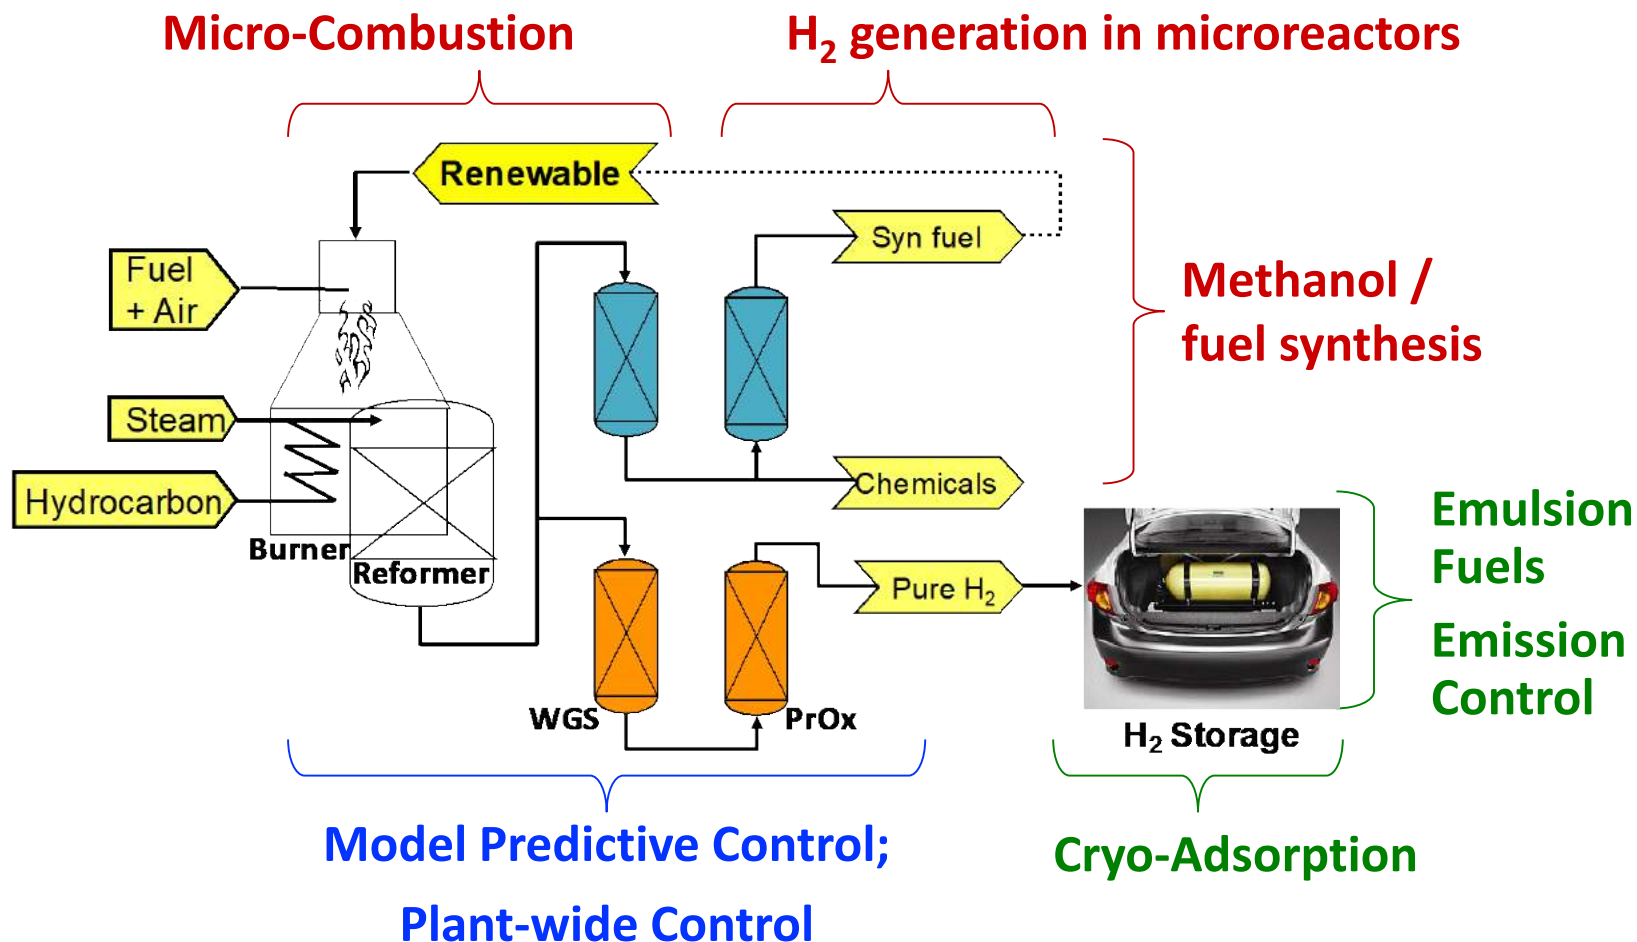 Micro-Combustion
H₂ generation in microreactors
Renewable
Syn fuel
Fuel
+ Air
Methanol /
fuel synthesis
Steam
Hydrocarbon
Chemicals
Burner
Reformer
Pure H₂
Emulsion
Fuels
Emission
Control
WGS
PrOx
H₂ Storage
Model Predictive Control;
Plant-wide Control
Cryo-Adsorption